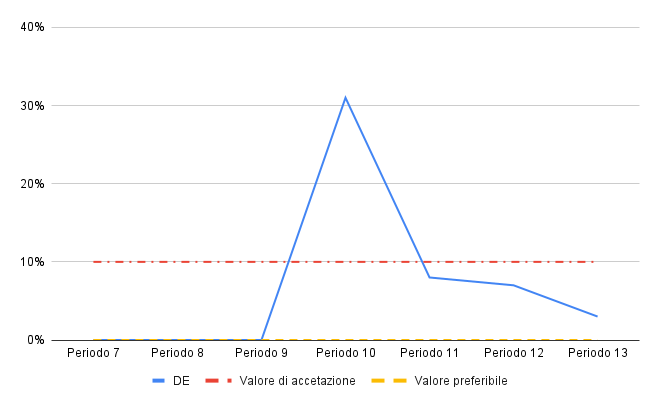 40%
30%
20%
10%
0%
Periodo 7 Periodo 8 Periodo 9 Periodo 10 Periodo 11 Periodo 12 Periodo 13
DE Valore di accetazione Valore preferibile